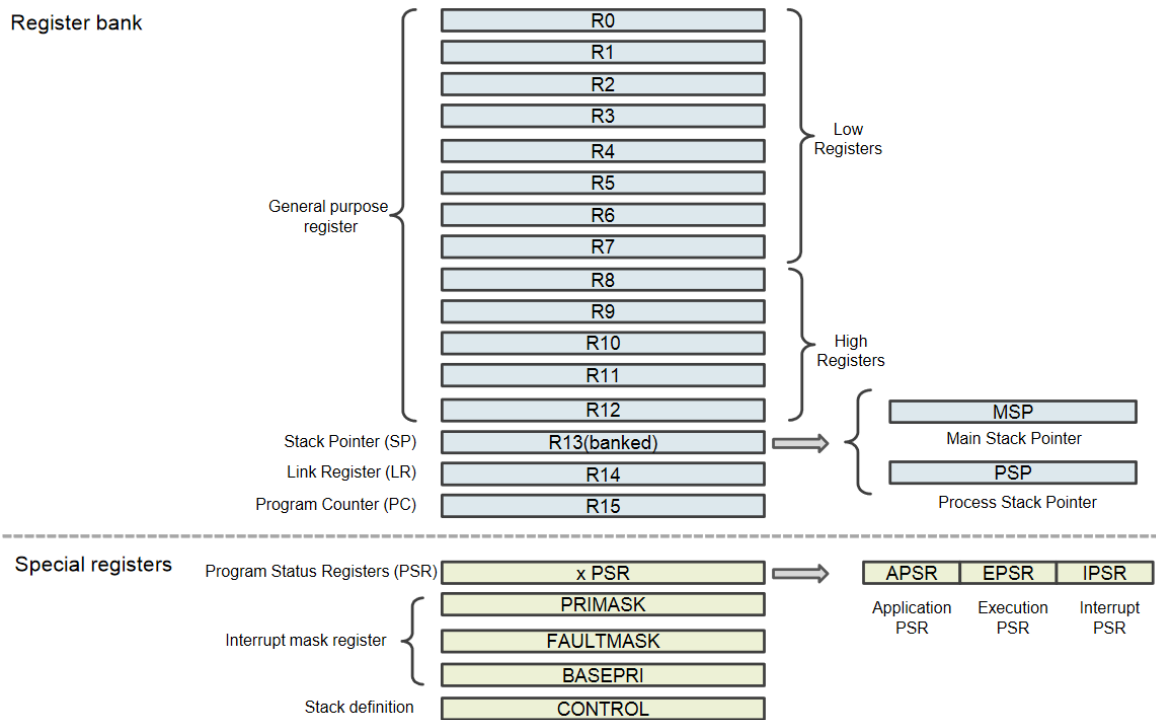 Register bank
R0
R1
R2
R3
R4
R5
R6
R7
Low
Registers
General purpose
register
R8
R9
R10
R11
R12
High
Registers
Stack Pointer (SP)
R13(banked)
MSP
Main Stack Pointer
Link Register (LR)
R14
PSP
Process Stack Pointer
Program Counter (PC)
R15
Special registers
Program Status Registers (PSR)
x PSR
APSR
EPSR
IPSR
Application
PSR
Execution
PSR
Interrupt
PSR
Interrupt mask register
PRIMASK
FAULTMASK
BASEPRI
Stack definition
CONTROL